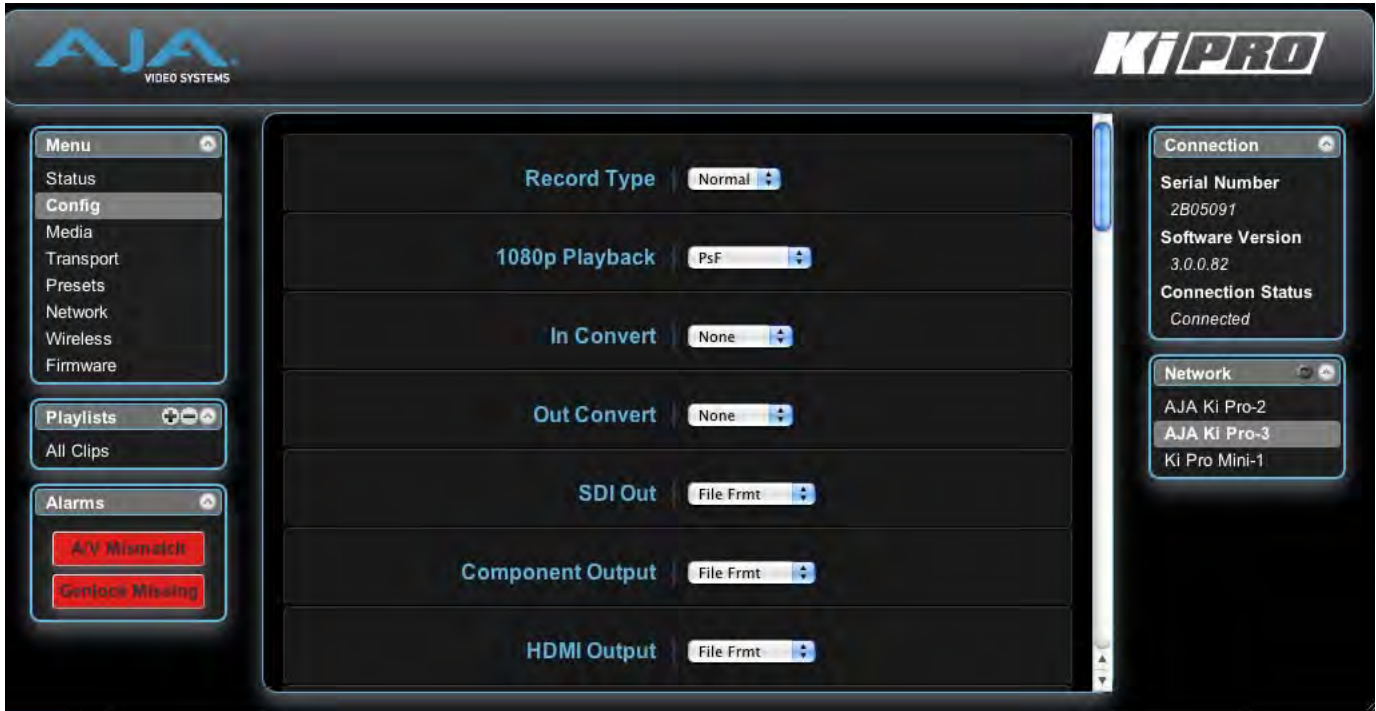 AJA
VIDEO SYSTEMS
Ki PRO
Menu
Status
Config
Media
Transport
Presets
Network
Wireless
Firmware
Playlists
All Clips
Alarms
A/V Mismatch
Genlock Missing
Record Type Normal
1080p Playback PsF
In Convert None
Out Convert None
SDI Out File Frmt
Component Output File Frmt
HDMI Output File Frmt
Connection
Serial Number
2B05091
Software Version
3.0.0.82
Connection Status
Connected
Network
AJA Ki Pro-2
AJA Ki Pro-3
Ki Pro Mini-1